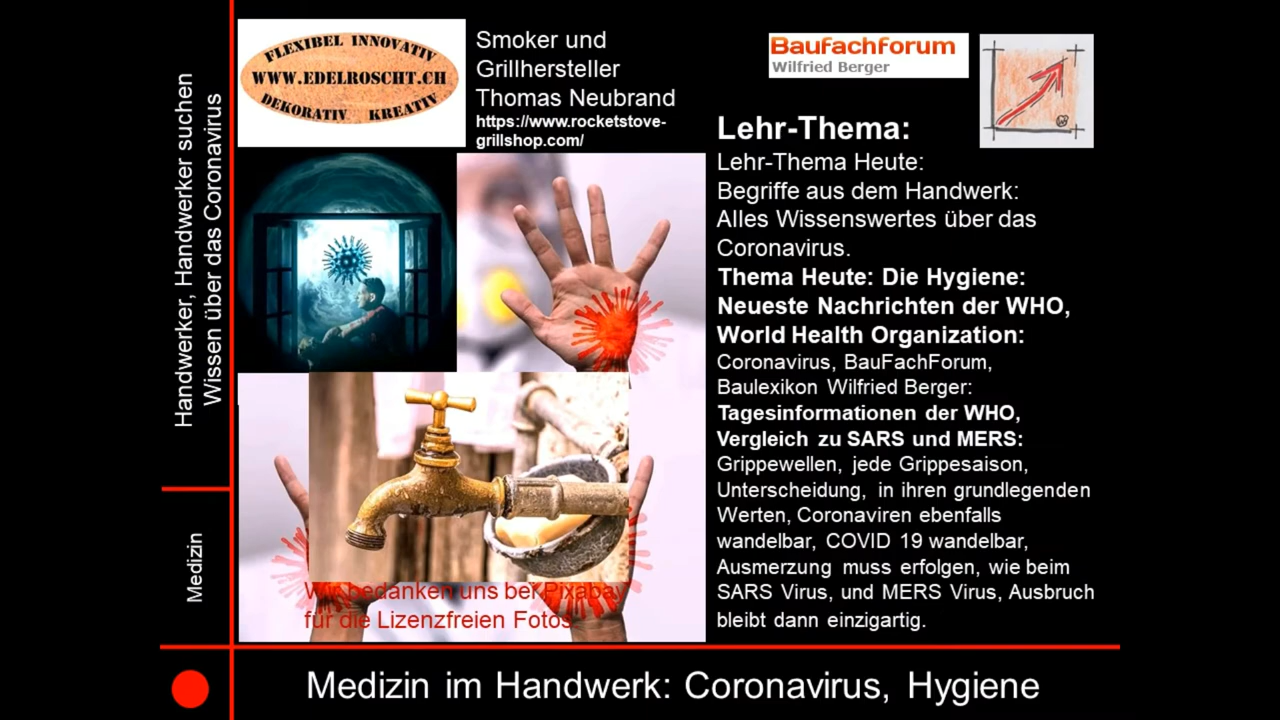 Handwerker, Handwerker suchen
Wissen über das Coronavirus
Medizin
FLEXIBEL INNOVATIV
WWW.EDELROSCHT.CH
DEKORATIV KREATIV
Smoker und
Grillhersteller
Thomas Neubrand
https://www.rocketstove-
grillshop.com/
Baufachforum
Wilfried Berger
Lehr-Thema:
Lehr-Thema Heute:
Begriffe aus dem Handwerk:
Alles Wissenswertes über das
Coronavirus.
Thema Heute: Die Hygiene:
Neueste Nachrichten der WHO,
World Health Organization:
Coronavirus, BauFachForum,
Baulexikon Wilfried Berger:
Tagesinformationen der WHO,
Vergleich zu SARS und MERS:
Grippewellen, jede Grippesaison,
Unterscheidung, in ihren grundlegenden
Werten, Coronaviren ebenfalls
wandelbar, COVID 19 wandelbar,
Ausmerzung muss erfolgen, wie beim
SARS Virus, und MERS Virus, Ausbruch
bleibt dann einzigartig.
Wir bedanken uns bei Pixabay
für die Lizenzfreien Fotos
Medizin im Handwerk: Coronavirus, Hygiene